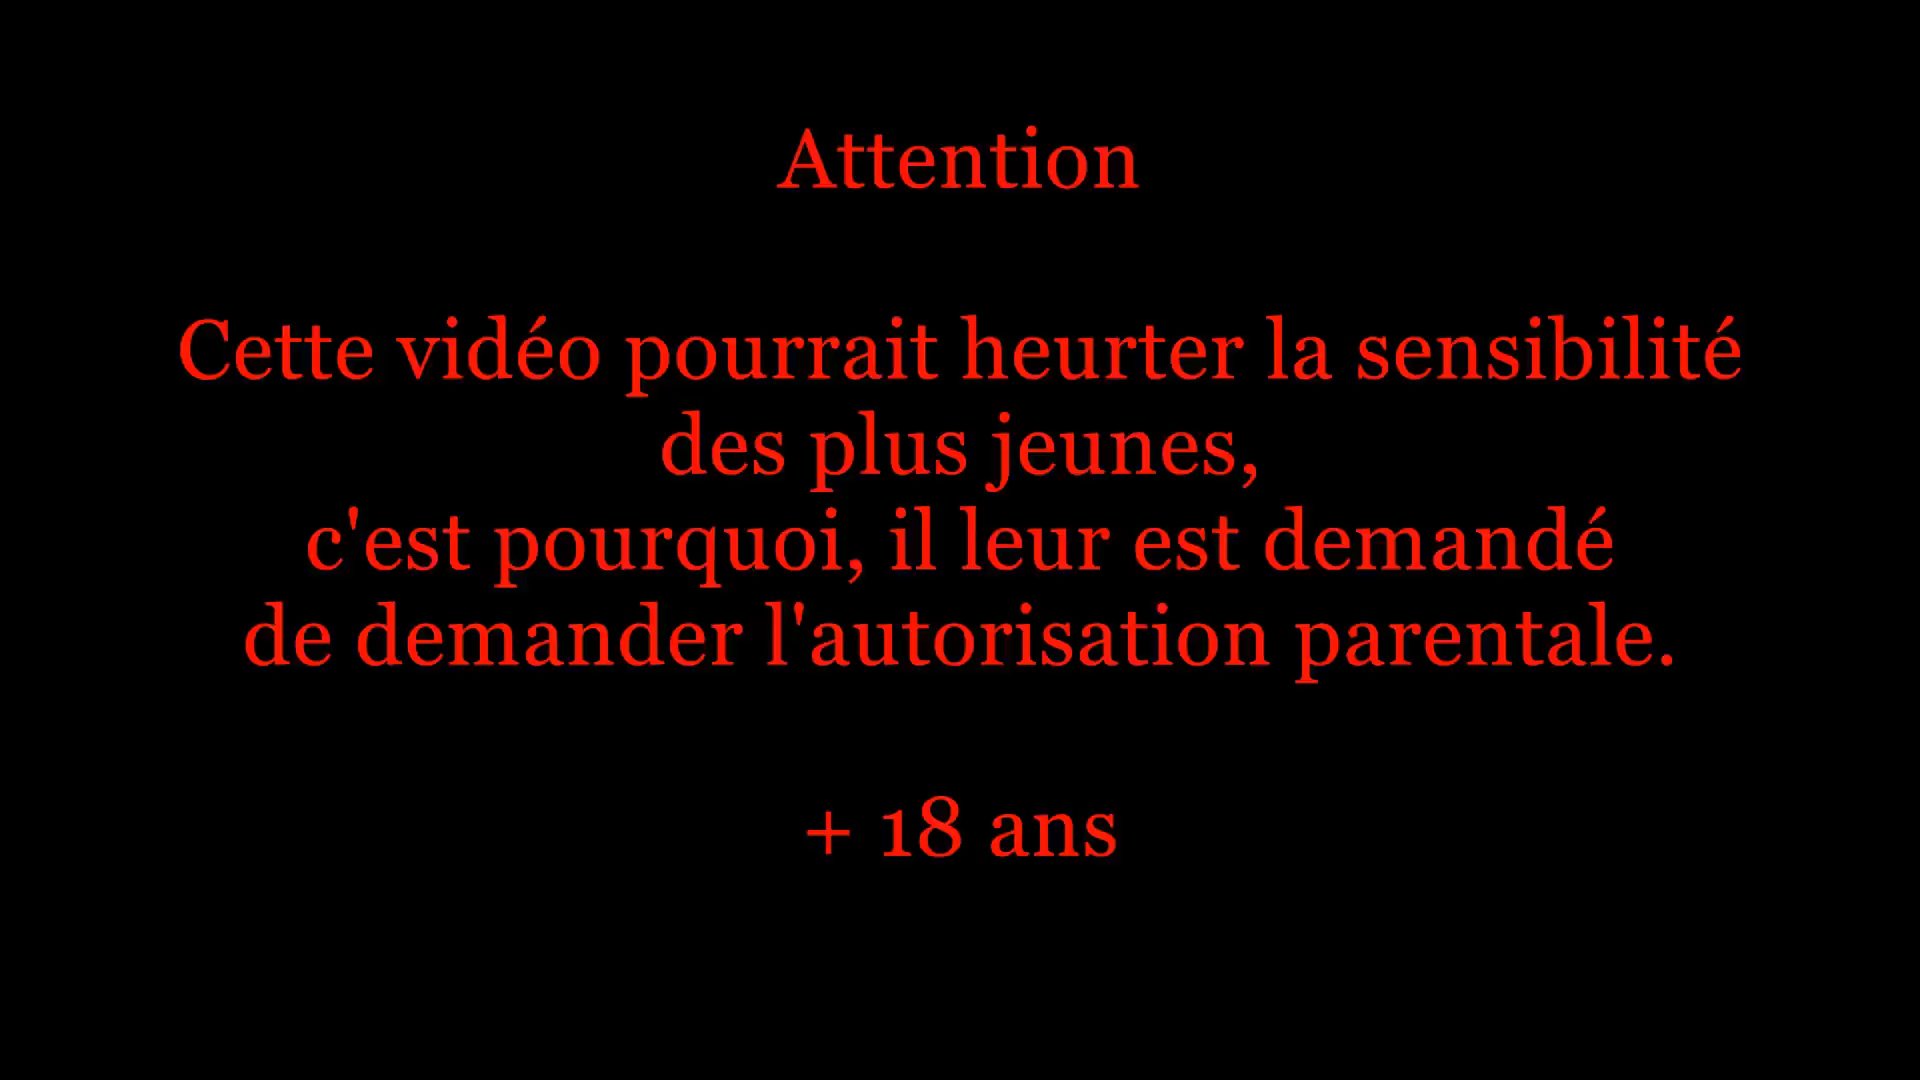 Attention
Cette vidéo pourrait heurter la sensibilité
des plus jeunes,
c'est pourquoi, il leur est demandé
de demander l'autorisation parentale.
+ 18 ans